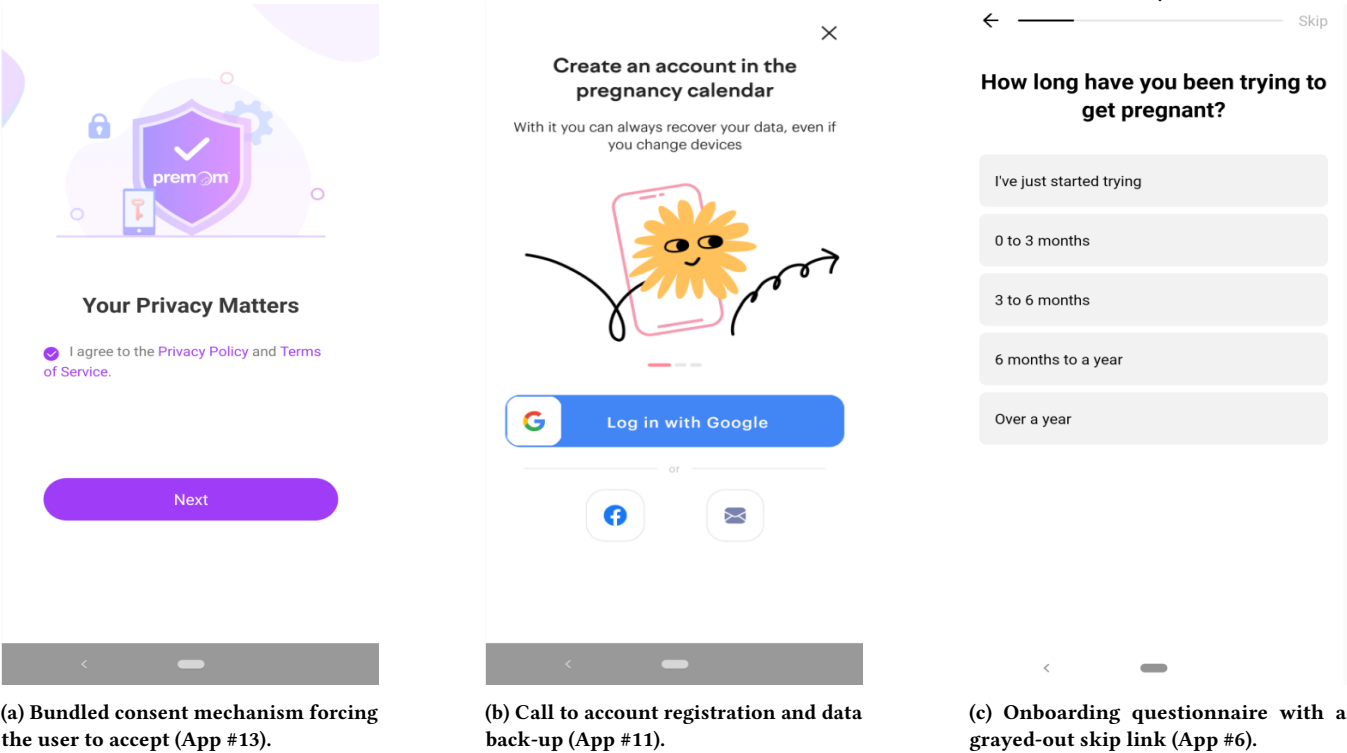 premom
Your Privacy Matters
I agree to the Privacy Policy and Terms
of Service.
Next
(a) Bundled consent mechanism forcing
the user to accept (App #13).
Create an account in the
pregnancy calendar
With it you can always recover your data, even if
you change devices
Log in with Google
or
(b) Call to account registration and data
back-up (App #11).
Skip
How long have you been trying to
get pregnant?
I've just started trying
0 to 3 months
3 to 6 months
6 months to a year
Over a year
(c) Onboarding questionnaire with a
grayed-out skip link (App #6).